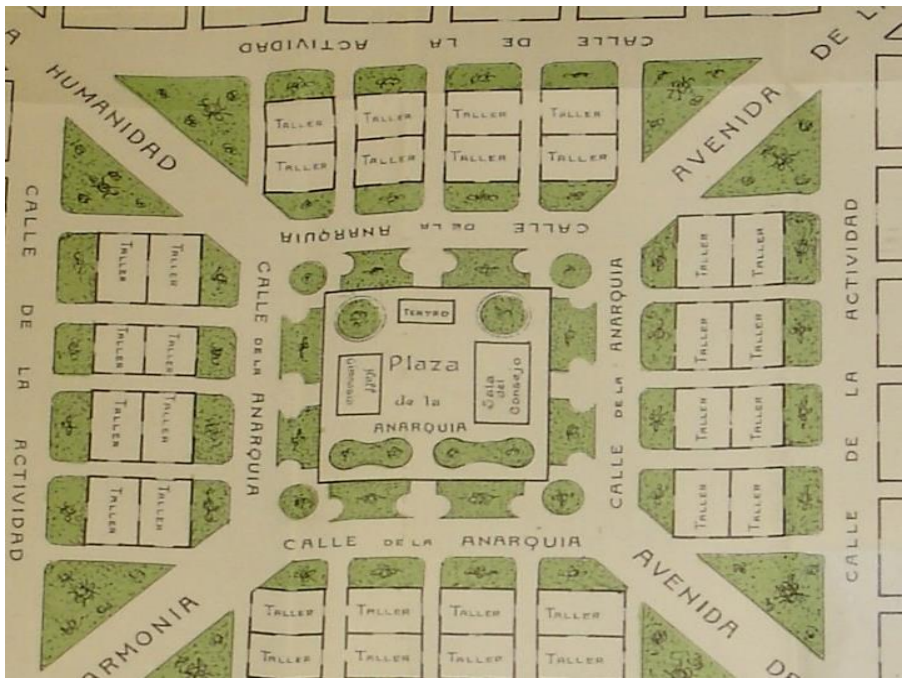 CALLE DE LA ACTIVIDAD
HUMANIDAD
AVENIDA DE
TALLER TALLER TALLER TALLER
TALLER TALLER TALLER TALLER
CALLE DE LA ANARQUIA
CALLE DE LA ACTIVIDAD
TALLER TALLER
TALLER TALLER
TALLER TALLER
TALLER TALLER
CALLE DE LA ANARQUIA
TEATRO
Plaza
de la
ANARQUIA
Hall
Gimnasio
Sala
del
Consejo
CALLE DE LA ANARQUIA
TALLER TALLER
TALLER TALLER
TALLER TALLER
TALLER TALLER
CALLE DE LA ACTIVIDAD
CALLE DE LA ANARQUIA
ARMONIA
AVENIDA
TALLER TALLER TALLER TALLER
TALLER TALLER TALLER TALLER